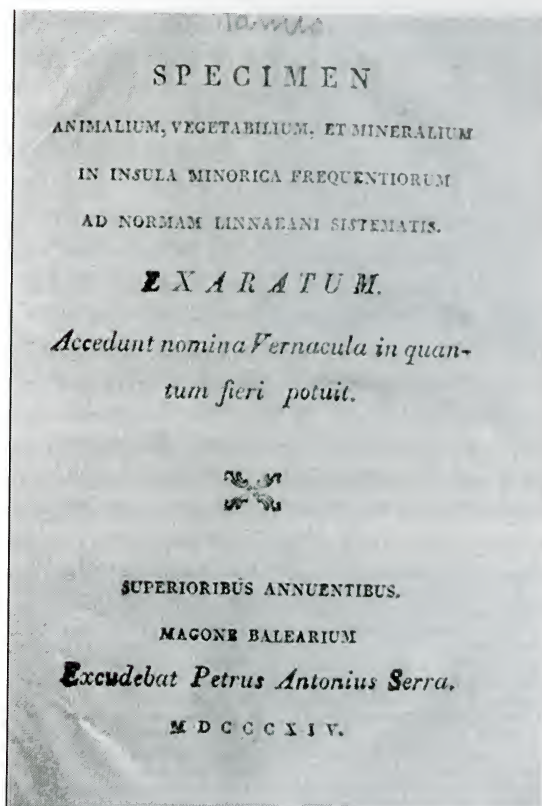 SPECIMEN
ANIMALIUM, VEGETABILIUM, ET MINERALIUM
IN INSULA MINORICA FREQUENTIORUM
AD NORMAM LINNAEANI SISTEMATIS.
EXARATUM.
Accedunt nomina Vernacula in quan-
tum fieri potuit.
SUPERIORIBUS ANNUENTIBUS.
MAGONE BALEARIUM
Excudebat Petrus Antonius Serra.
MDCCCXIV.